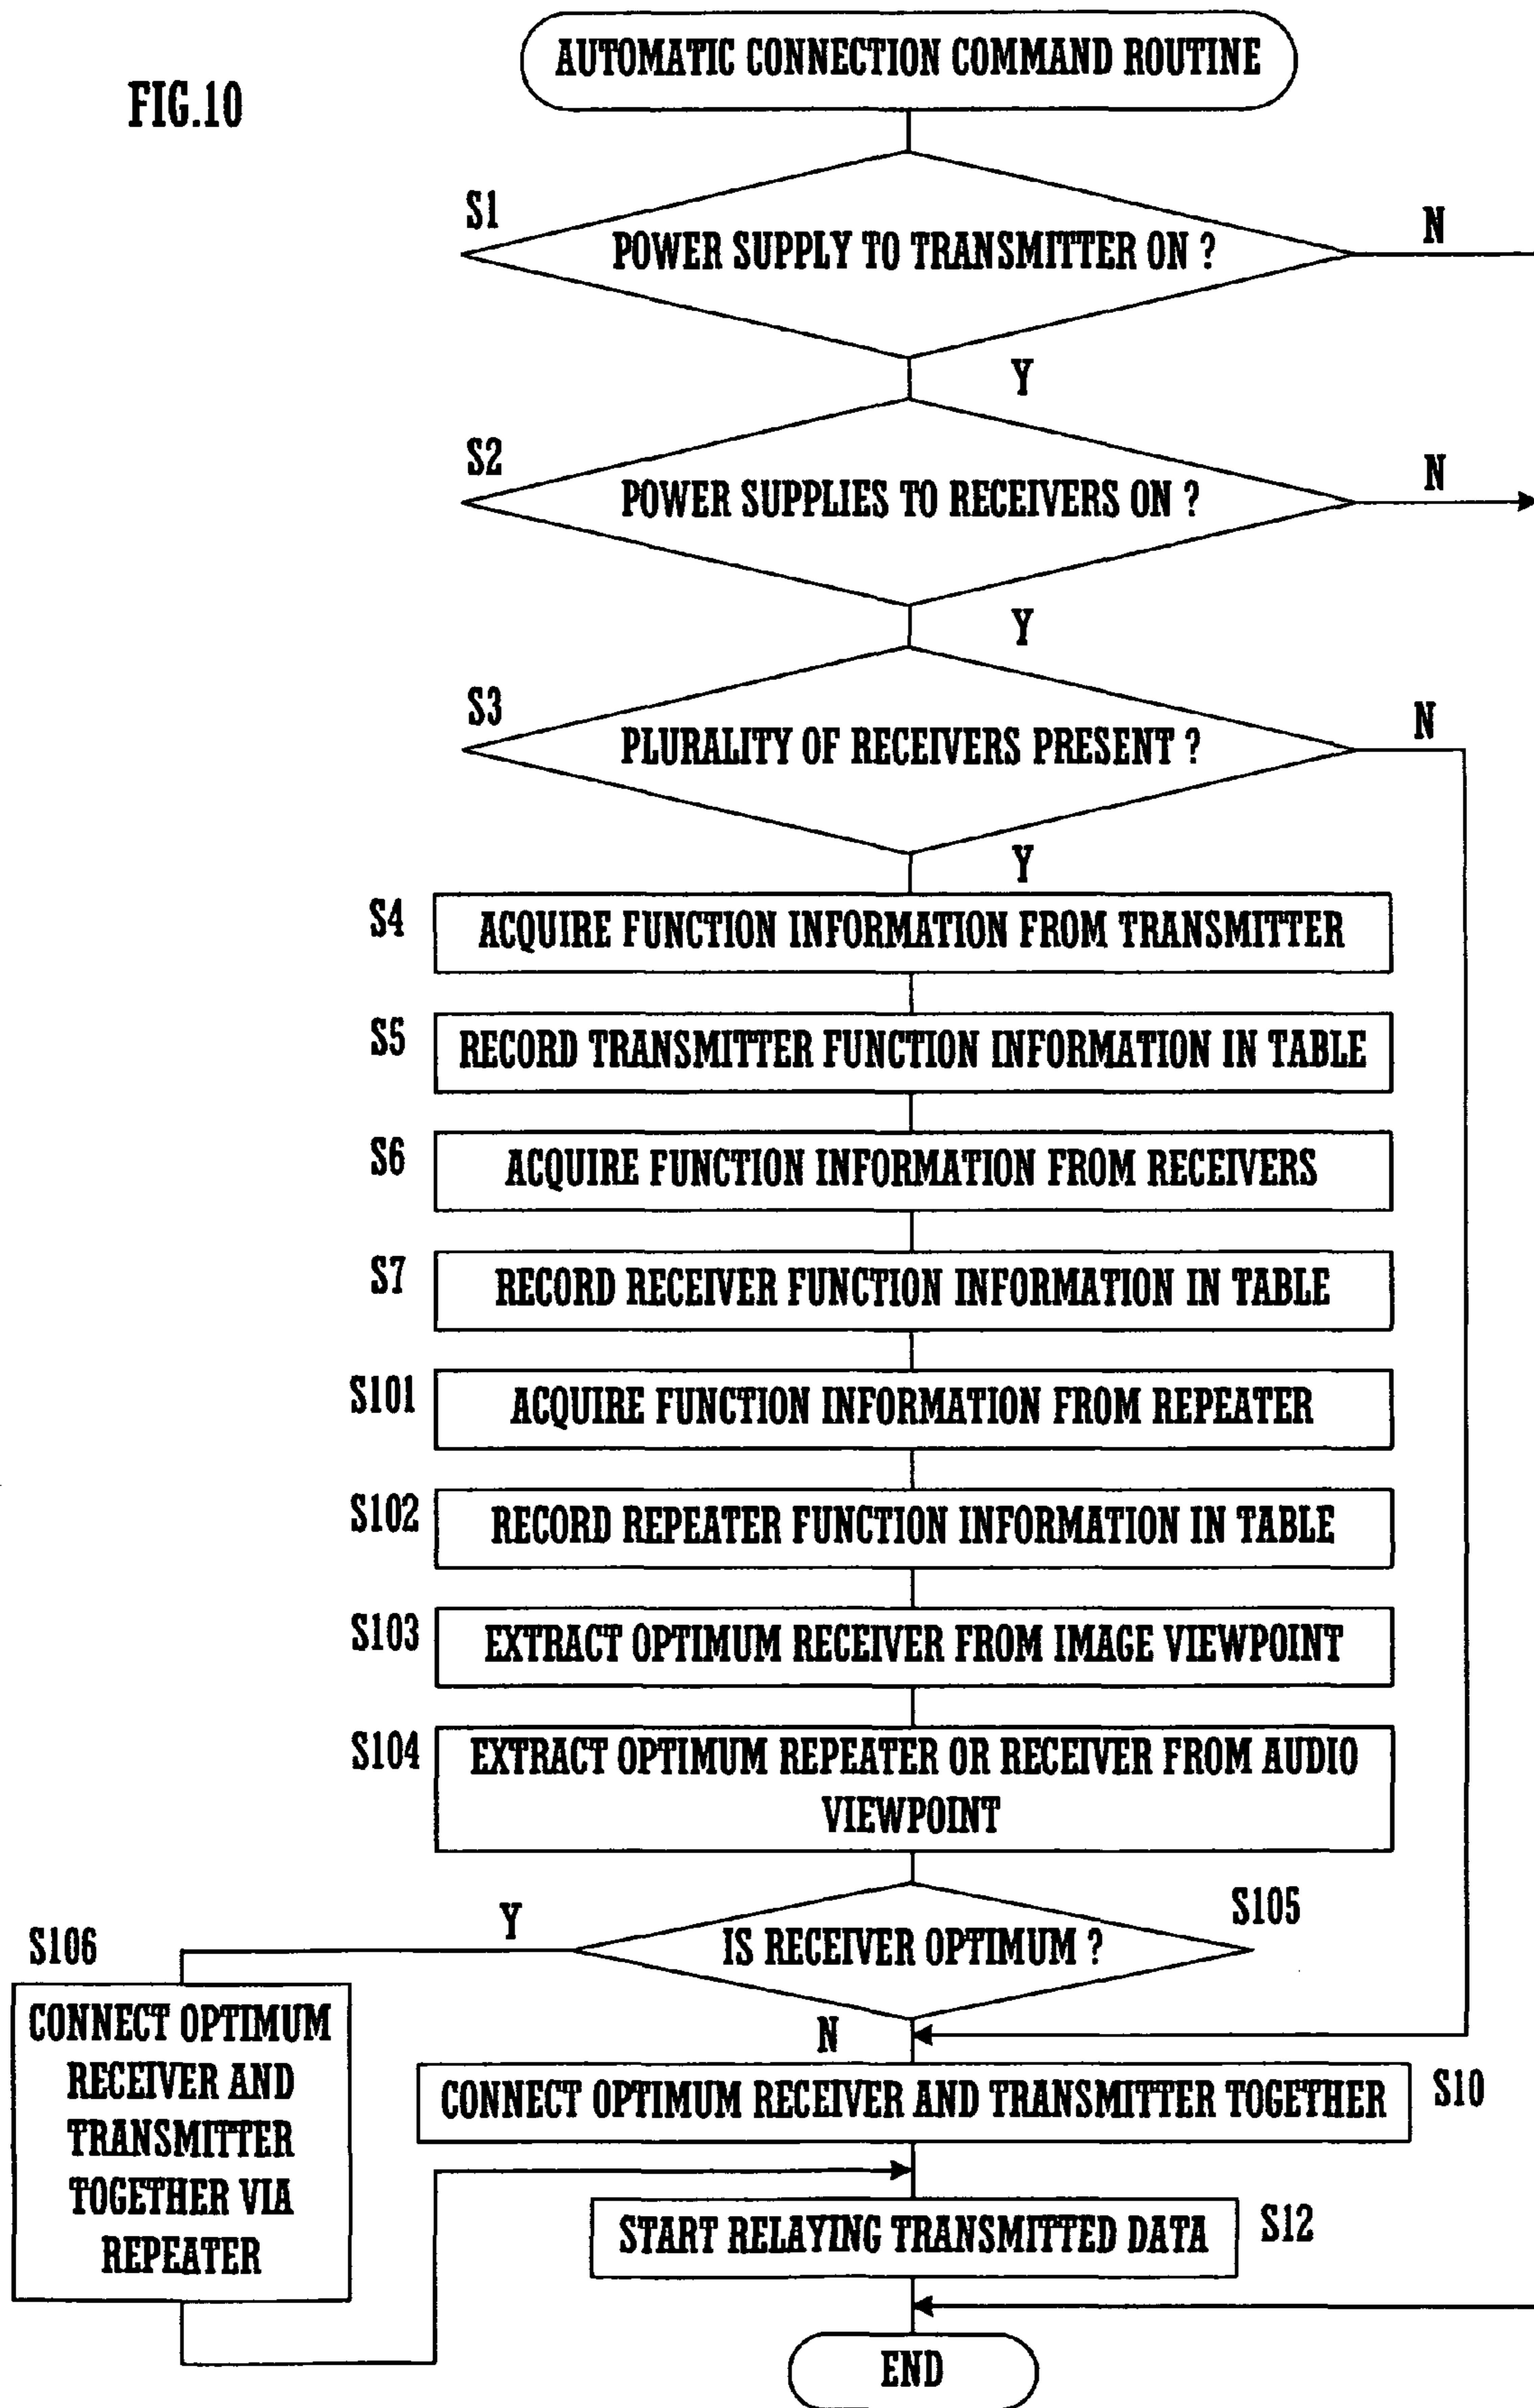 FIG.10
AUTOMATIC CONNECTION COMMAND ROUTINE
S1
POWER SUPPLY TO TRANSMITTER ON ?
N
Y
S2
POWER SUPPLIES TO RECEIVERS ON ?
N
Y
S3
PLURALITY OF RECEIVERS PRESENT ?
N
Y
S4
ACQUIRE FUNCTION INFORMATION FROM TRANSMITTER
S5
RECORD TRANSMITTER FUNCTION INFORMATION IN TABLE
S6
ACQUIRE FUNCTION INFORMATION FROM RECEIVERS
S7
RECORD RECEIVER FUNCTION INFORMATION IN TABLE
S101
ACQUIRE FUNCTION INFORMATION FROM REPEATER
S102
RECORD REPEATER FUNCTION INFORMATION IN TABLE
S103
EXTRACT OPTIMUM RECEIVER FROM IMAGE VIEWPOINT
S104
EXTRACT OPTIMUM REPEATER OR RECEIVER FROM AUDIO
VIEWPOINT
S105
IS RECEIVER OPTIMUM ?
Y
N
S106
CONNECT OPTIMUM
RECEIVER AND
TRANSMITTER
TOGETHER VIA
REPEATER
CONNECT OPTIMUM RECEIVER AND TRANSMITTER TOGETHER
S10
START RELAYING TRANSMITTED DATA
S12
END